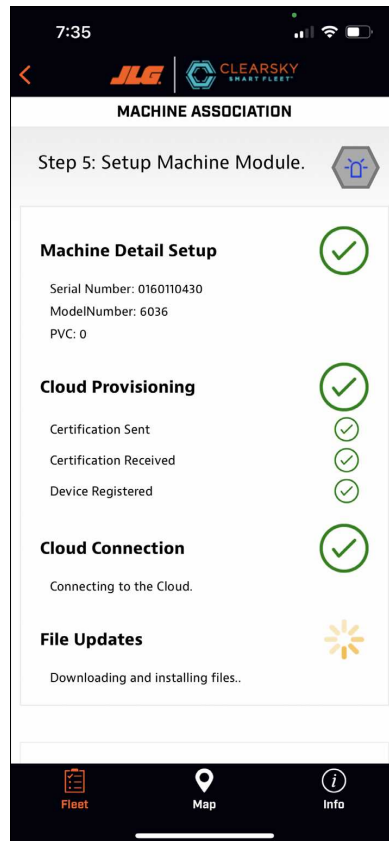 7:35
JLG CLEARSKY
SMART FLEET
MACHINE ASSOCIATION
Step 5: Setup Machine Module.
Machine Detail Setup
Serial Number: 0160110430
ModelNumber: 6036
PVC: 0
Cloud Provisioning
Certification Sent
Certification Received
Device Registered
Cloud Connection
Connecting to the Cloud.
File Updates
Downloading and installing files..
Fleet Map Info